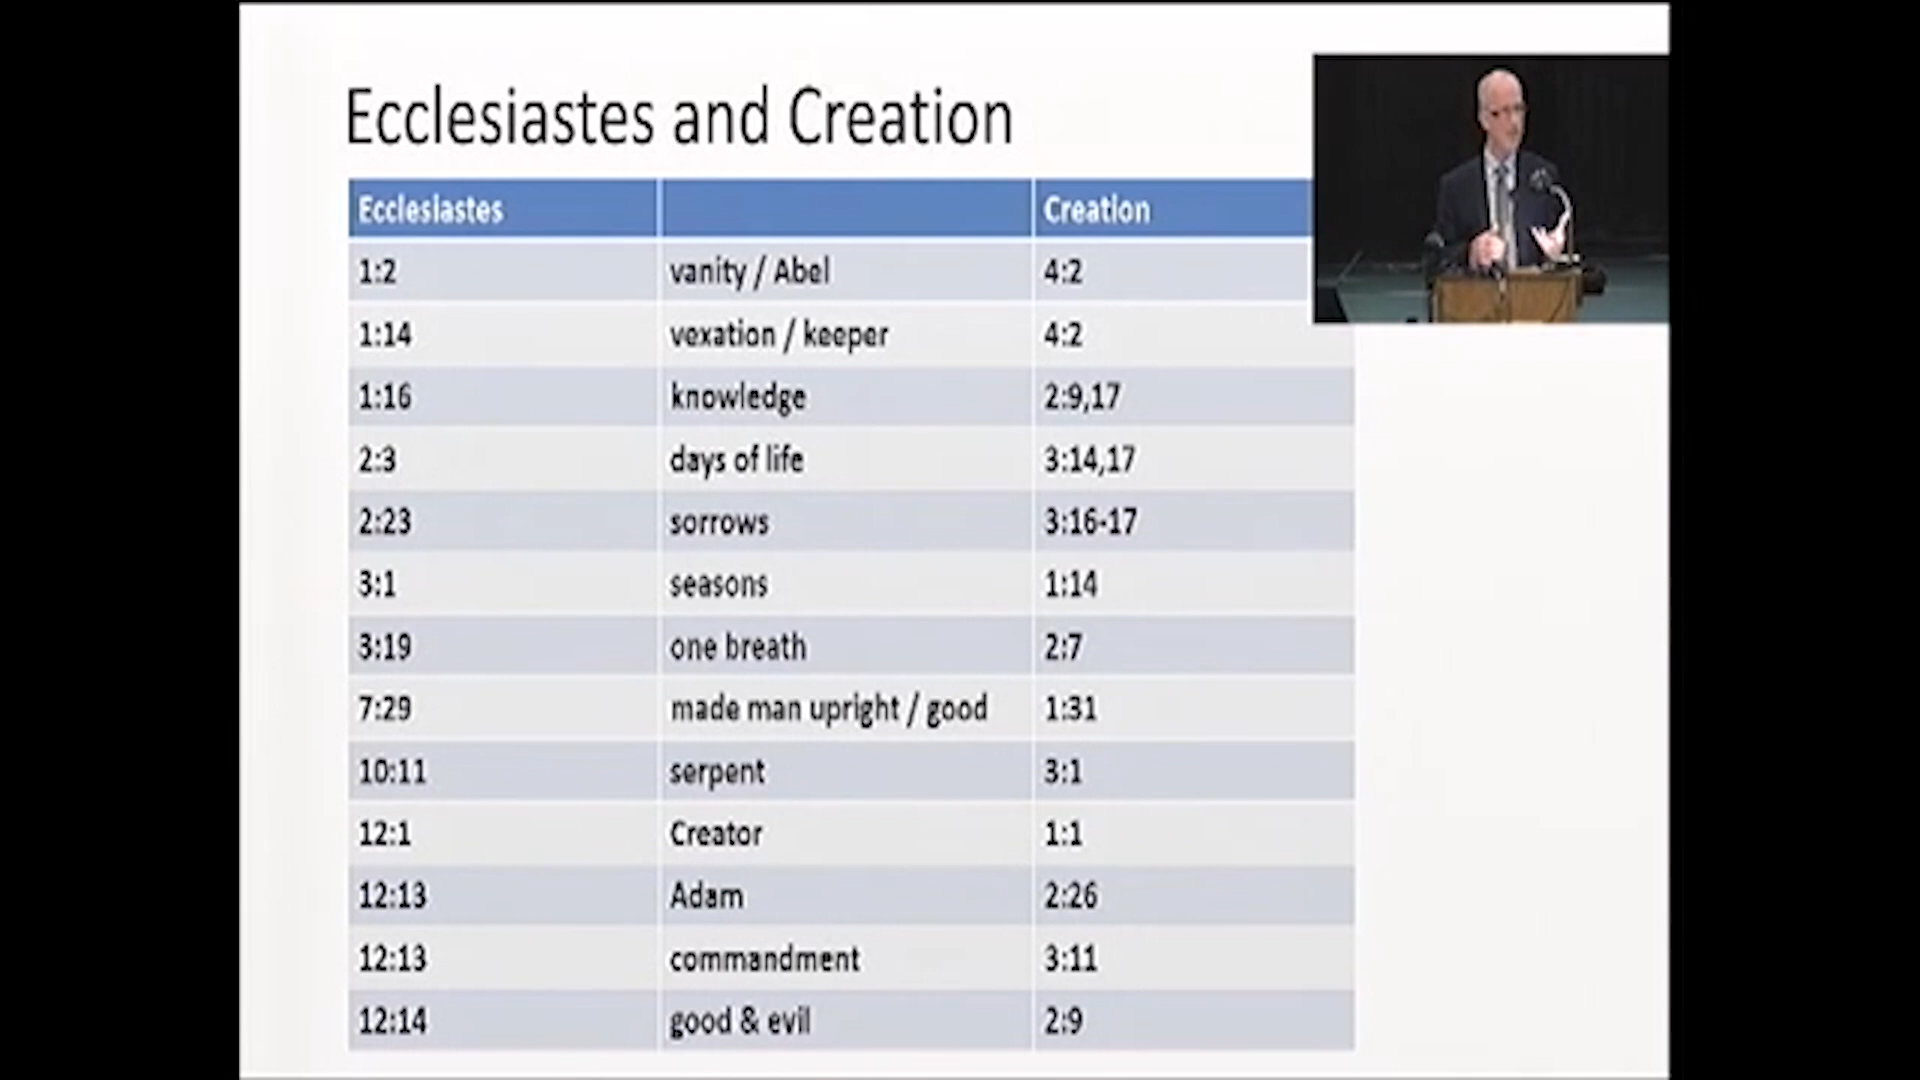 Ecclesiastes and Creation
Ecclesiastes Creation
1:2 vanity / Abel 4:2
1:14 vexation / keeper 4:2
1:16 knowledge 2:9,17
2:3 days of life 3:14,17
2:23 sorrows 3:16-17
3:1 seasons 1:14
3:19 one breath 2:7
7:29 made man upright / good 1:31
10:11 serpent 3:1
12:1 Creator 1:1
12:13 Adam 2:26
12:13 commandment 3:11
12:14 good & evil 2:9